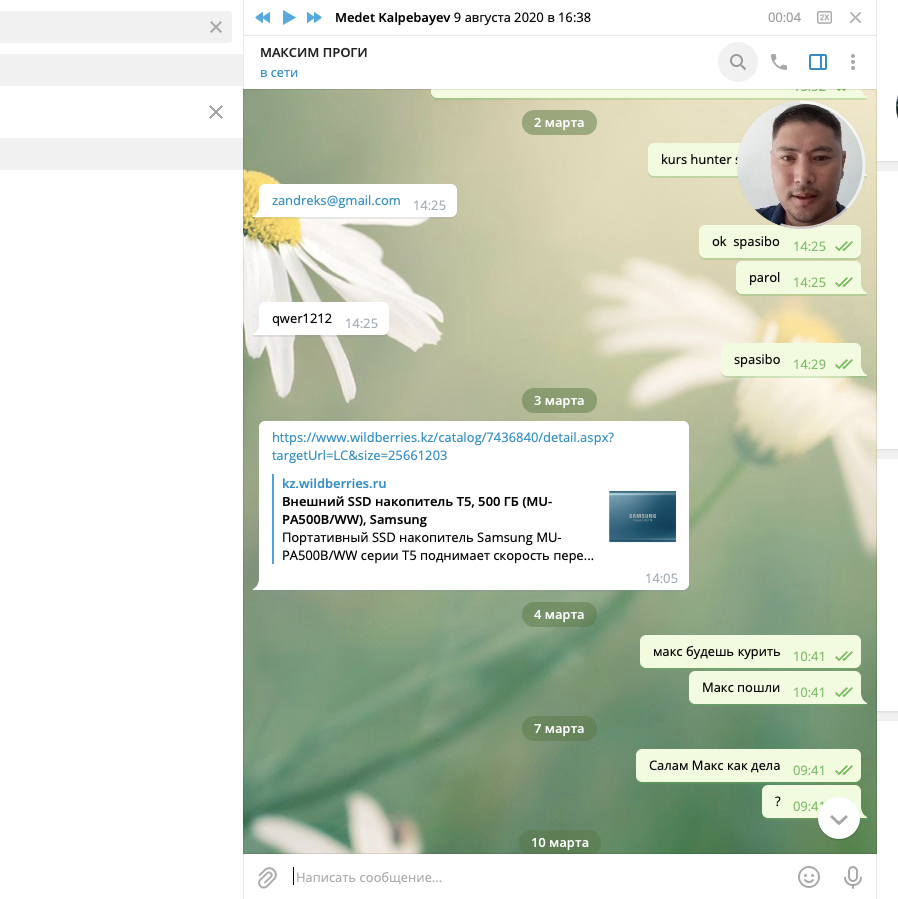 Medet Kalpebayev 9 августа 2020 в 16:38
00:04
2X
МАКСИМ ПРОГИ
в сети
2 марта
kurs hunter
zandreks@gmail.com 14:25
ok spasibo 14:25
parol 14:25
qwer1212 14:25
spasibo 14:29
3 марта
https://www.wildberries.kz/catalog/7436840/detail.aspx?
targetUrl=LC&size=25661203
kz.wildberries.ru
Внешний SSD накопитель T5, 500 ГБ (MU-
PA500B/WW), Samsung
Портативный SSD накопитель Samsung MU-
PA500B/WW серии T5 поднимает скорость пере...
SAMSUNG
14:05
4 марта
макс будешь курить 10:41
Макс пошли 10:41
7 марта
Салам Макс как дела 09:41
? 09:41
10 марта
Написать сообщение...